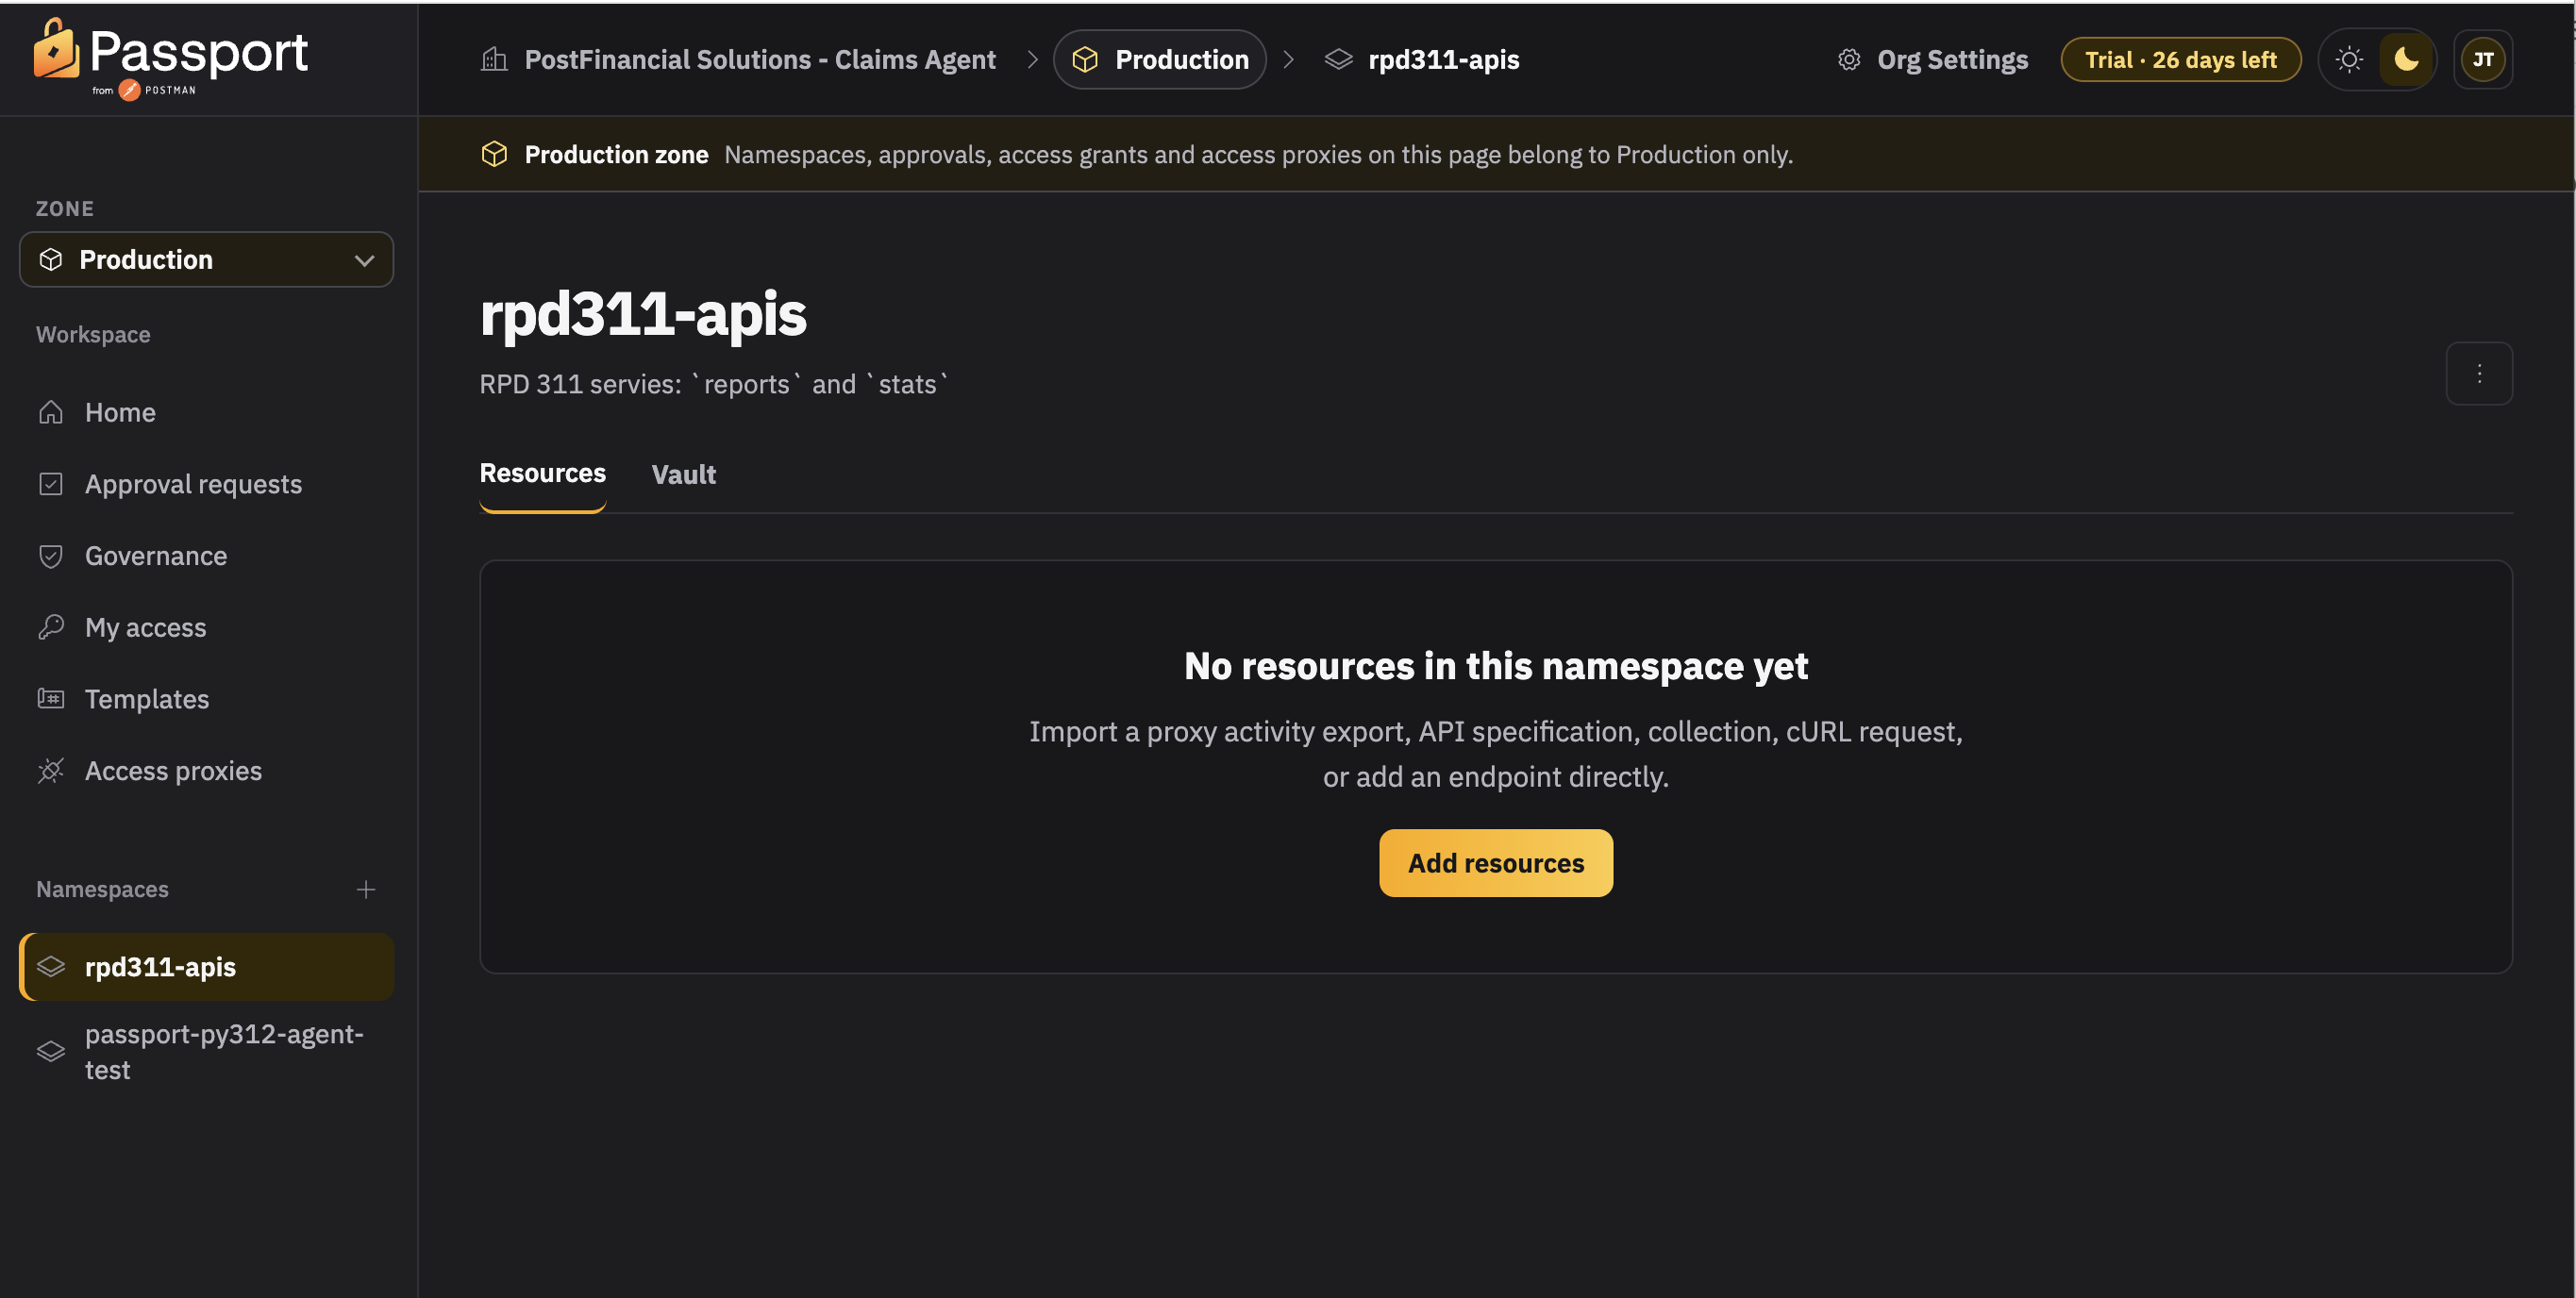 Passport
from POSTMAN
PostFinancial Solutions - Claims Agent
Production
rpd311-apis
Org Settings
Trial · 26 days left
JT
Production zone Namespaces, approvals, access grants and access proxies on this page belong to Production only.
ZONE
Production
Workspace
Home
Approval requests
Governance
My access
Templates
Access proxies
Namespaces
rpd311-apis
passport-py312-agent-
test
rpd311-apis
RPD 311 servies: `reports` and `stats`
Resources
Vault
No resources in this namespace yet
Import a proxy activity export, API specification, collection, cURL request,
or add an endpoint directly.
Add resources